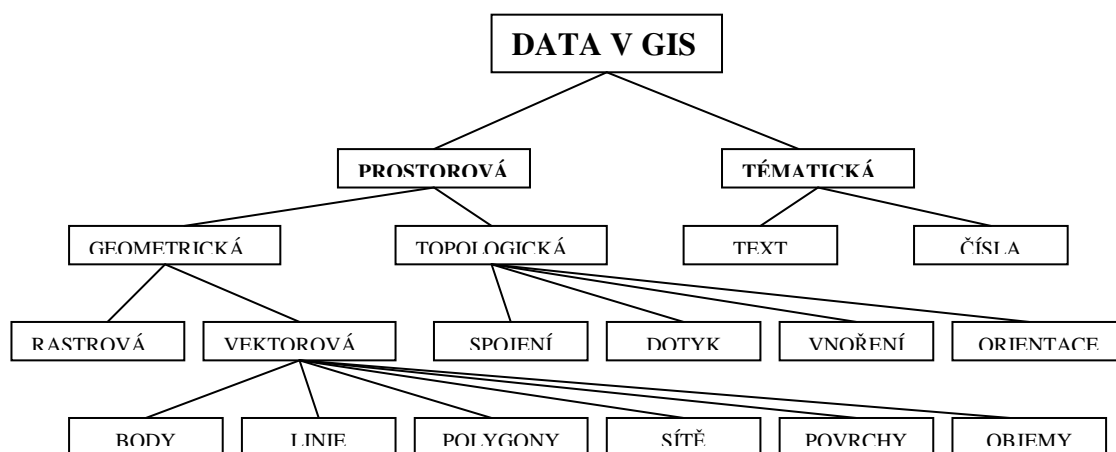 DATA V GIS
PROSTOROVÁ
TÉMATICKÁ
GEOMETRICKÁ
TOPOLOGICKÁ
TEXT
ČÍSLA
RASTROVÁ
VEKTOROVÁ
SPOJENÍ
DOTYK
VNOŘENÍ
ORIENTACE
BODY
LINIE
POLYGONY
SÍTĚ
POVRCHY
OBJEMY